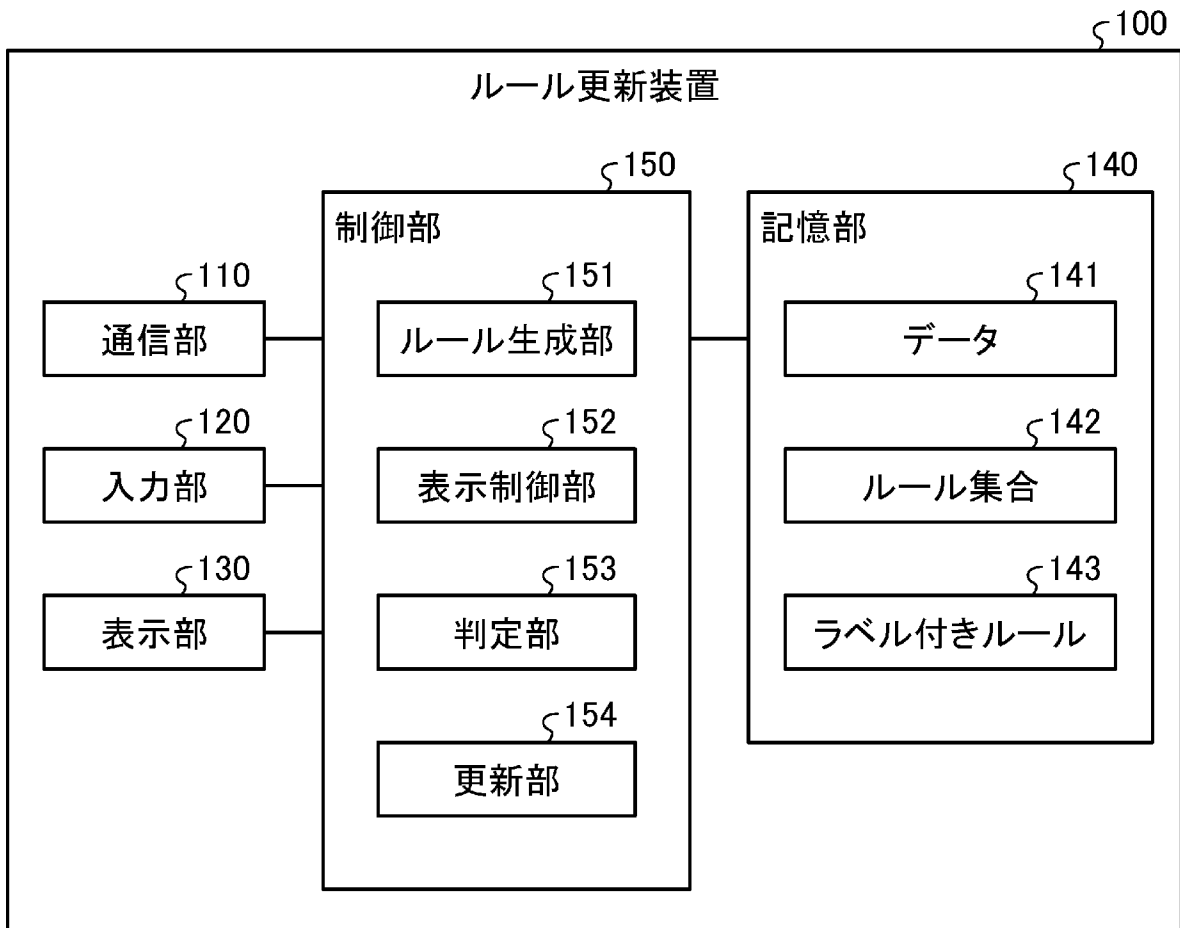 100
ルール更新装置
150
制御部
140
記憶部
110
通信部
120
入力部
130
表示部
151
ルール生成部
152
表示制御部
153
判定部
154
更新部
141
データ
142
ルール集合
143
ラベル付きルール